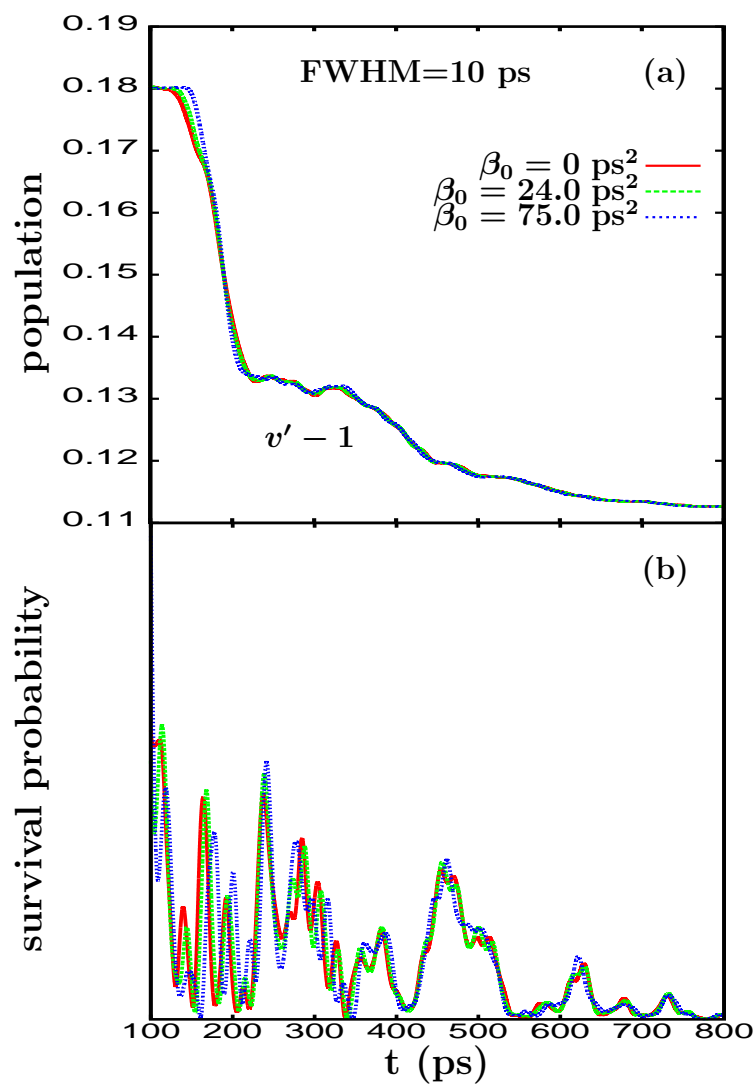 0.19
FWHM=10 ps (a)
0.18
0.17
β₀ = 0 ps²
β₀ = 24.0 ps²
β₀ = 75.0 ps²
0.16
0.15
0.14
0.13
v′ − 1
0.12
0.11
population
(b)
survival probability
100 200 300 400 500 600 700 800
t (ps)